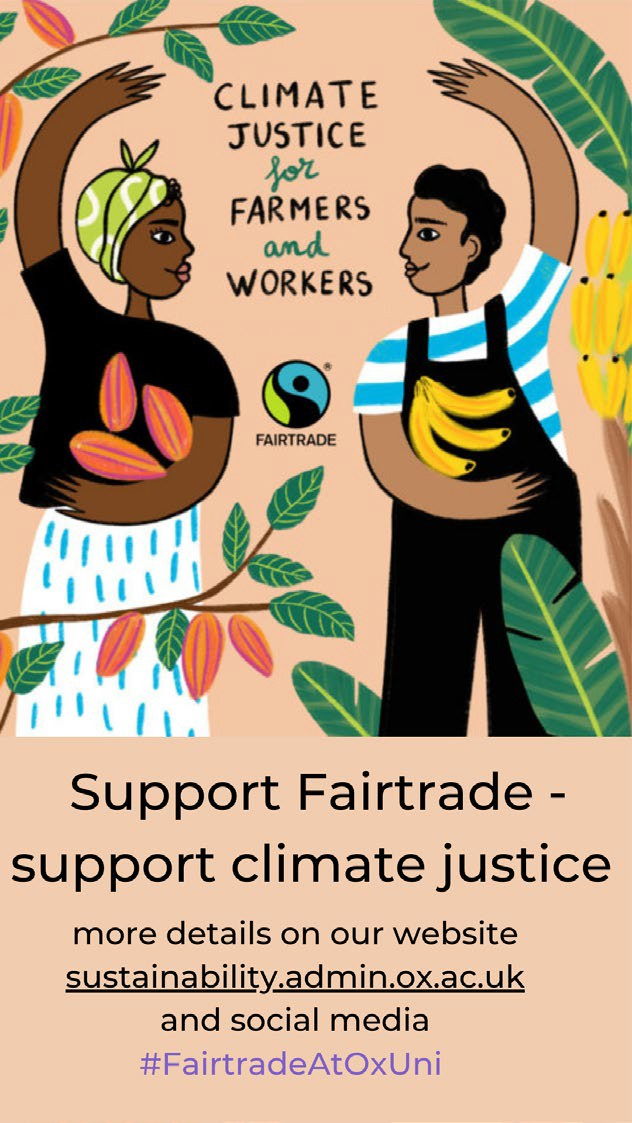 CLIMATE
JUSTICE
for
FARMERS
and
WORKERS
®
FAIRTRADE
Support Fairtrade -
support climate justice
more details on our website
sustainability.admin.ox.ac.uk
and social media
#FairtradeAtOxUni